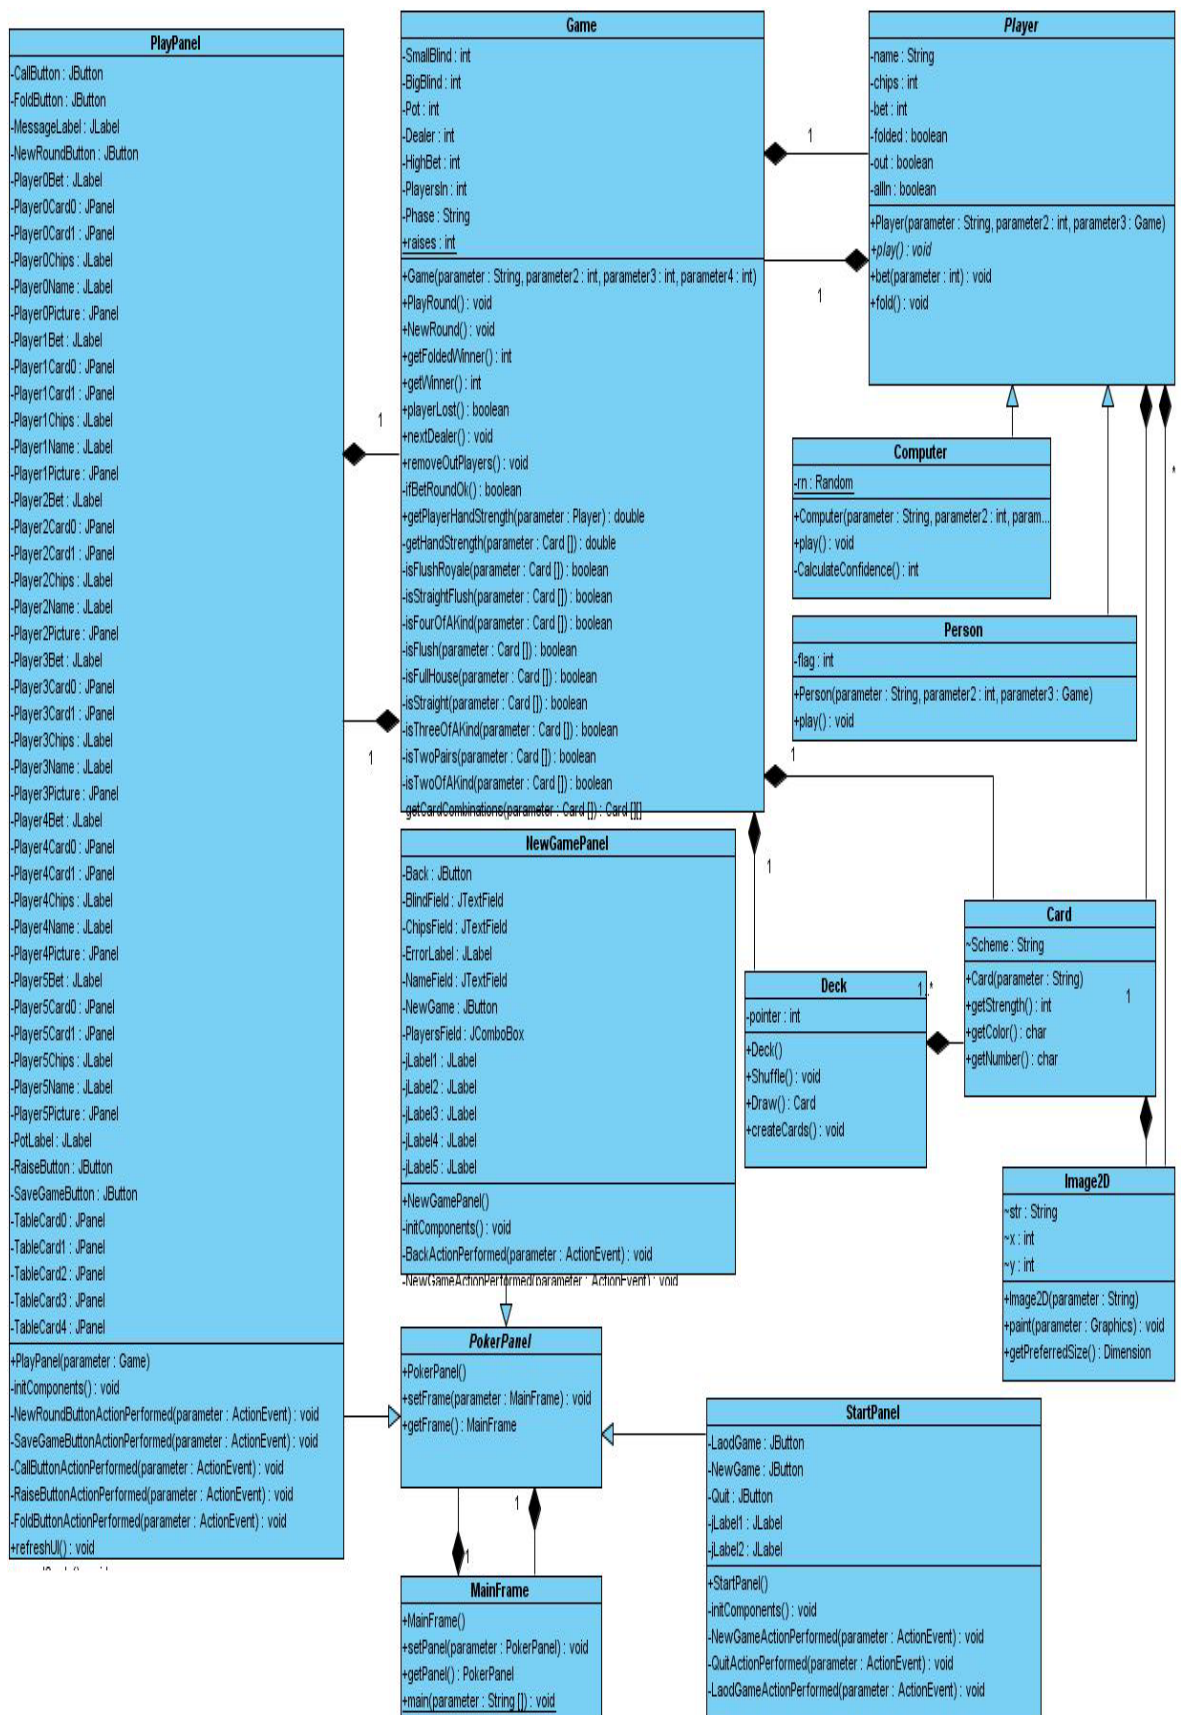 PlayPanel
-CallButton : JButton
-FoldButton : JButton
-MessageLabel : JLabel
-NewRoundButton : JButton
-Player0Bet : JLabel
-Player0Card0 : JPanel
-Player0Card1 : JPanel
-Player0Chips : JLabel
-Player0Name : JLabel
-Player0Picture : JPanel
-Player1Bet : JLabel
-Player1Card0 : JPanel
-Player1Card1 : JPanel
-Player1Chips : JLabel
-Player1Name : JLabel
-Player1Picture : JPanel
-Player2Bet : JLabel
-Player2Card0 : JPanel
-Player2Card1 : JPanel
-Player2Chips : JLabel
-Player2Name : JLabel
-Player2Picture : JPanel
-Player3Bet : JLabel
-Player3Card0 : JPanel
-Player3Card1 : JPanel
-Player3Chips : JLabel
-Player3Name : JLabel
-Player3Picture : JPanel
-Player4Bet : JLabel
-Player4Card0 : JPanel
-Player4Card1 : JPanel
-Player4Chips : JLabel
-Player4Name : JLabel
-Player4Picture : JPanel
-Player5Bet : JLabel
-Player5Card0 : JPanel
-Player5Card1 : JPanel
-Player5Chips : JLabel
-Player5Name : JLabel
-Player5Picture : JPanel
-PotLabel : JLabel
-RaiseButton : JButton
-SaveGameButton : JButton
-TableCard0 : JPanel
-TableCard1 : JPanel
-TableCard2 : JPanel
-TableCard3 : JPanel
-TableCard4 : JPanel
+PlayPanel(parameter : Game)
-initComponents() : void
-NewRoundButtonActionPerformed(parameter : ActionEvent) : void
-SaveGameButtonActionPerformed(parameter : ActionEvent) : void
-CallButtonActionPerformed(parameter : ActionEvent) : void
-RaiseButtonActionPerformed(parameter : ActionEvent) : void
-FoldButtonActionPerformed(parameter : ActionEvent) : void
+refreshUI() : void
1
1
Game
-SmallBlind : int
-BigBlind : int
-Pot : int
-Dealer : int
-HighBet : int
-PlayersIn : int
-Phase : String
+raises : int
+Game(parameter : String, parameter2 : int, parameter3 : int, parameter4 : int)
+PlayRound() : void
+NewRound() : void
+getFoldedWinner() : int
+getWinner() : int
+playerLost() : boolean
+nextDealer() : void
+removeOutPlayers() : void
-ifBetRoundOk() : boolean
+getPlayerHandStrength(parameter : Player) : double
-getHandStrength(parameter : Card []) : double
-isFlushRoyale(parameter : Card []) : boolean
-isStraightFlush(parameter : Card []) : boolean
-isFourOfAKind(parameter : Card []) : boolean
-isFlush(parameter : Card []) : boolean
-isFullHouse(parameter : Card []) : boolean
-isStraight(parameter : Card []) : boolean
-isThreeOfAKind(parameter : Card []) : boolean
-isTwoPairs(parameter : Card []) : boolean
-isTwoOfAKind(parameter : Card []) : boolean
-getCardCombinations(parameter : Card []) : Card [][]
1
1
1
1
Player
-name : String
-chips : int
-bet : int
-folded : boolean
-out : boolean
-allIn : boolean
+Player(parameter : String, parameter2 : int, parameter3 : Game)
+play() : void
+bet(parameter : int) : void
+fold() : void
*
Computer
-rn : Random
+Computer(parameter : String, parameter2 : int, param...
+play() : void
-CalculateConfidence() : int
Person
-flag : int
+Person(parameter : String, parameter2 : int, parameter3 : Game)
+play() : void
NewGamePanel
-Back : JButton
-BlindField : JTextField
-ChipsField : JTextField
-ErrorLabel : JLabel
-NameField : JTextField
-NewGame : JButton
-PlayersField : JComboBox
-jLabel1 : JLabel
-jLabel2 : JLabel
-jLabel3 : JLabel
-jLabel4 : JLabel
-jLabel5 : JLabel
+NewGamePanel()
-initComponents() : void
-BackActionPerformed(parameter : ActionEvent) : void
-NewGameActionPerformed(parameter : ActionEvent) : void
Deck
-pointer : int
+Deck()
+Shuffle() : void
+Draw() : Card
+createCards() : void
1..*
Card
~Scheme : String
+Card(parameter : String)
+getStrength() : int
+getColor() : char
+getNumber() : char
1
Image2D
~str : String
~x : int
~y : int
+Image2D(parameter : String)
+paint(parameter : Graphics) : void
+getPreferredSize() : Dimension
PokerPanel
+PokerPanel()
+setFrame(parameter : MainFrame) : void
+getFrame() : MainFrame
1
1
StartPanel
-LaodGame : JButton
-NewGame : JButton
-Quit : JButton
-jLabel1 : JLabel
-jLabel2 : JLabel
+StartPanel()
-initComponents() : void
-NewGameActionPerformed(parameter : ActionEvent) : void
-QuitActionPerformed(parameter : ActionEvent) : void
-LaodGameActionPerformed(parameter : ActionEvent) : void
MainFrame
+MainFrame()
+setPanel(parameter : PokerPanel) : void
+getPanel() : PokerPanel
+main(parameter : String []) : void